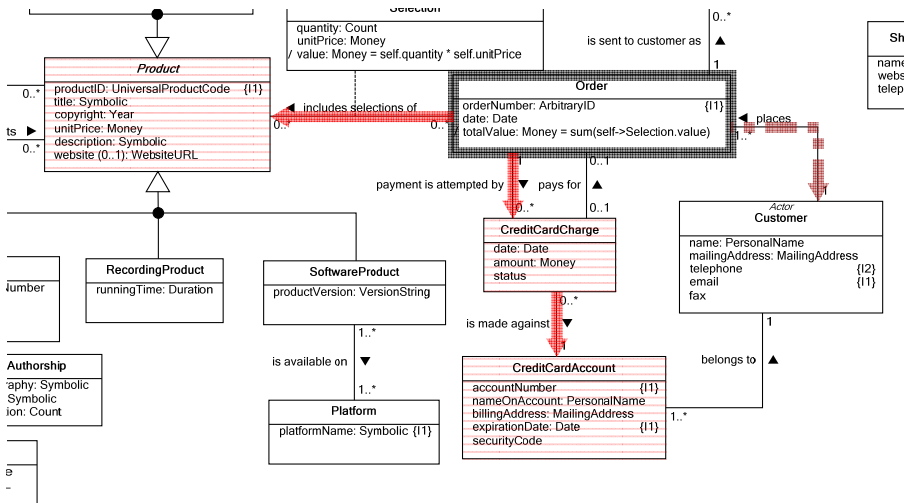 Selection
quantity: Count
unitPrice: Money
/ value: Money = self.quantity * self.unitPrice
0..*
is sent to customer as ▲
1
Sh
name
webs
telep
Product
productID: UniversalProductCode {I1}
title: Symbolic
copyright: Year
unitPrice: Money
description: Symbolic
website (0..1): WebsiteURL
0..*
ts ▶
0..*
◀ includes selections of
0..*
0..*
Order
orderNumber: ArbitraryID {I1}
date: Date
/ totalValue: Money = sum(self->Selection.value)
◀ places
1..*
1
1
payment is attempted by ▼
0..*
0..1
pays for ▲
0..1
CreditCardCharge
date: Date
amount: Money
status
Actor
Customer
name: PersonalName
mailingAddress: MailingAddress
telephone {I2}
email {I1}
fax
RecordingProduct
runningTime: Duration
SoftwareProduct
productVersion: VersionString
Number
0..*
is made against ▼
1
1
belongs to ▲
1..*
1..*
is available on ▼
1..*
Authorship
raphy: Symbolic
Symbolic
ion: Count
CreditCardAccount
accountNumber {I1}
nameOnAccount: PersonalName
billingAddress: MailingAddress
expirationDate: Date {I1}
securityCode
Platform
platformName: Symbolic {I1}
e